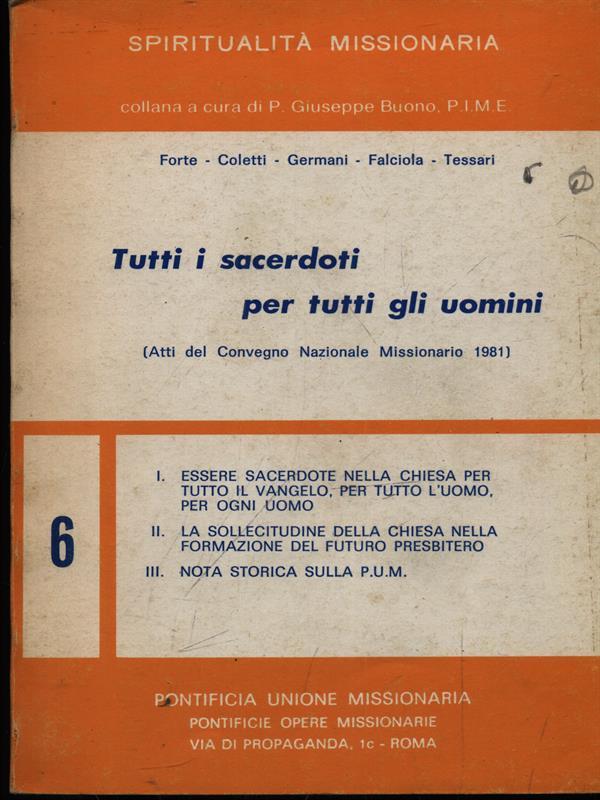 SPIRITUALITÀ MISSIONARIA
collana a cura di P. Giuseppe Buono, P.I.M.E.
Forte - Coletti - Germani - Falciola - Tessari
Tutti i sacerdoti
per tutti gli uomini
(Atti del Convegno Nazionale Missionario 1981)
6
I. ESSERE SACERDOTE NELLA CHIESA PER
TUTTO IL VANGELO, PER TUTTO L'UOMO,
PER OGNI UOMO
II. LA SOLLECITUDINE DELLA CHIESA NELLA
FORMAZIONE DEL FUTURO PRESBITERO
III. NOTA STORICA SULLA P.U.M.
PONTIFICIA UNIONE MISSIONARIA
PONTIFICIE OPERE MISSIONARIE
VIA DI PROPAGANDA, 1c - ROMA